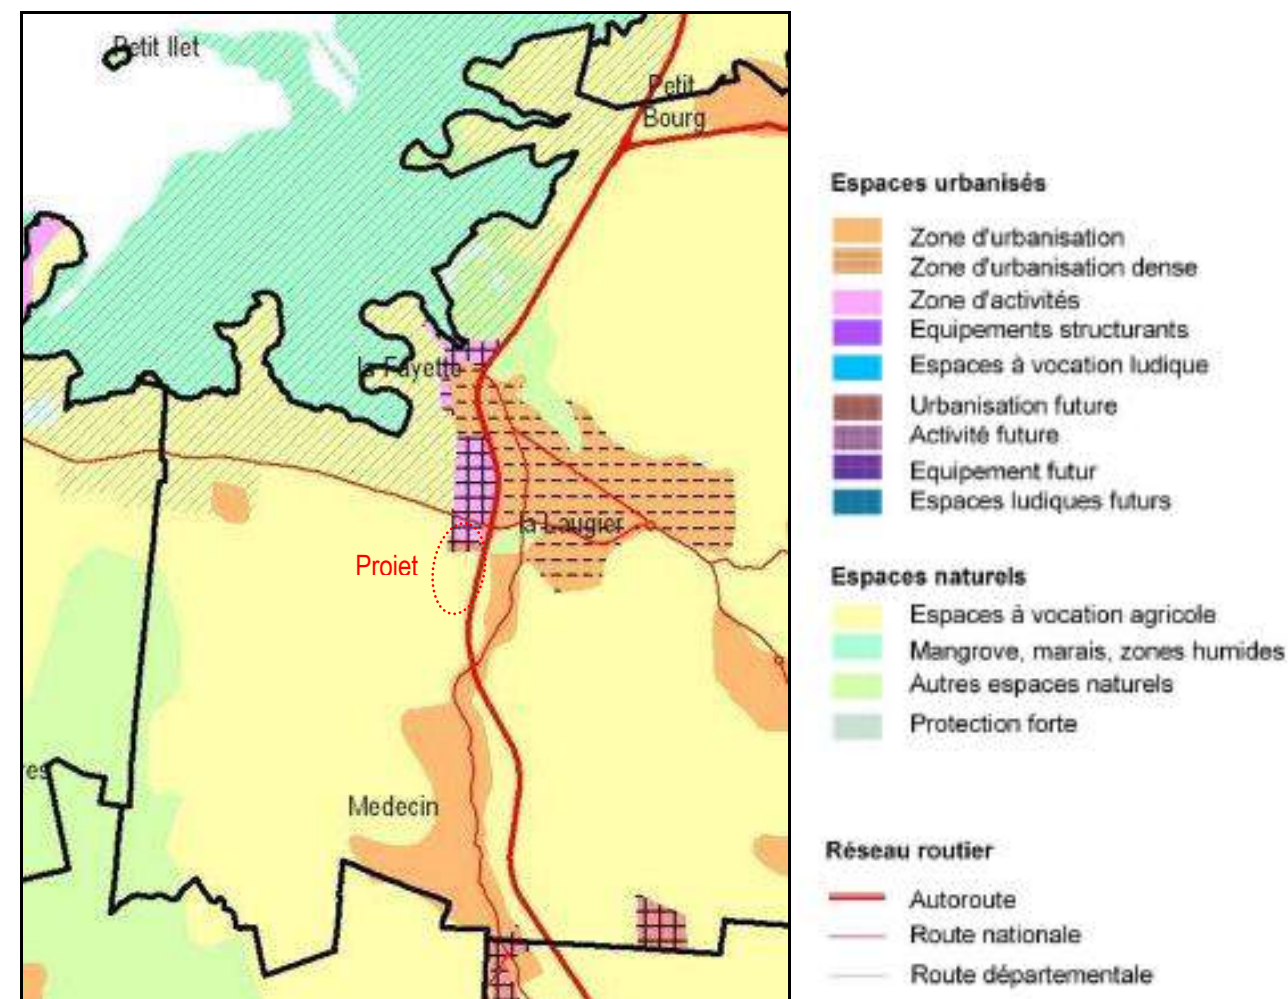 Petit Ilet
Petit
Bourg
la Fayette
la Laugier
Projet
res
Medecin
Espaces urbanisés
Zone d'urbanisation
Zone d'urbanisation dense
Zone d'activités
Equipements structurants
Espaces à vocation ludique
Urbanisation future
Activité future
Equipement futur
Espaces ludiques futurs
Espaces naturels
Espaces à vocation agricole
Mangrove, marais, zones humides
Autres espaces naturels
Protection forte
Réseau routier
Autoroute
Route nationale
Route départementale